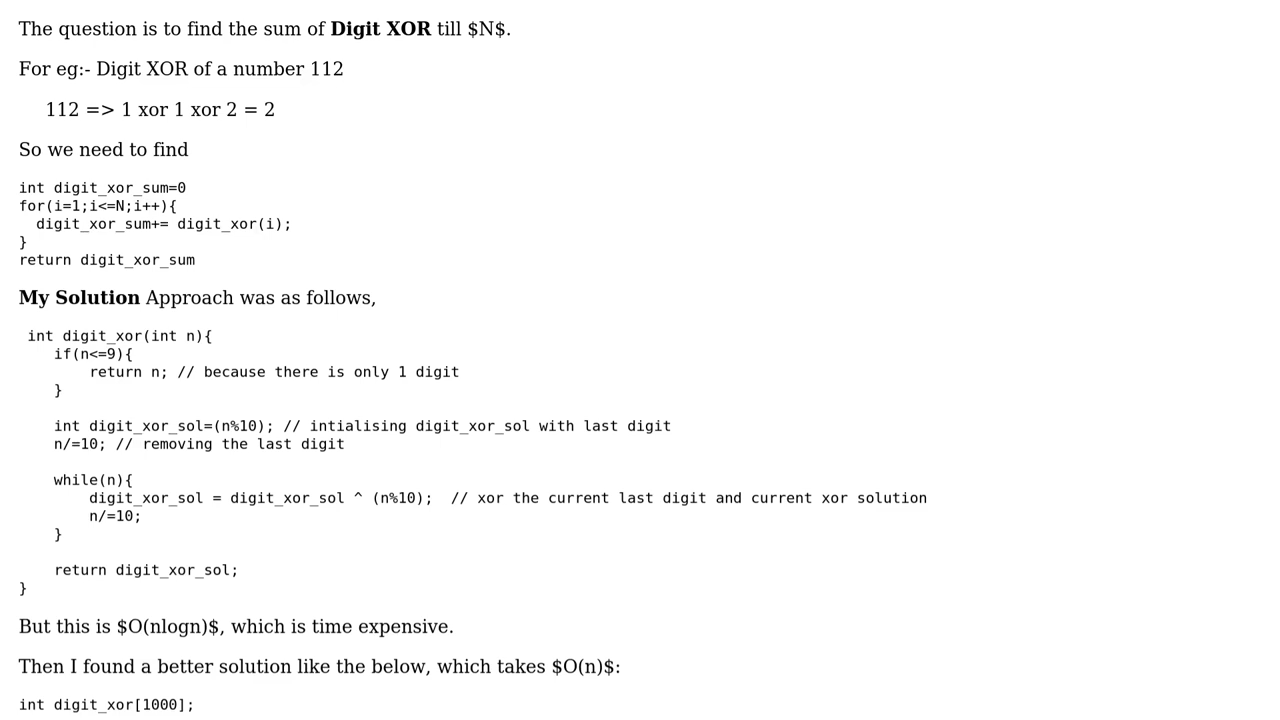 The question is to find the sum of Digit XOR till $N$.
For eg:- Digit XOR of a number 112
112 => 1 xor 1 xor 2 = 2
So we need to find
int digit_xor_sum=0
for(i=1;i<=N;i++){
  digit_xor_sum+= digit_xor(i);
}
return digit_xor_sum
My Solution Approach was as follows,
 int digit_xor(int n){
    if(n<=9){
        return n; // because there is only 1 digit
    }
    int digit_xor_sol=(n%10); // intialising digit_xor_sol with last digit
    n/=10; // removing the last digit
    while(n){
        digit_xor_sol = digit_xor_sol ^ (n%10);  // xor the current last digit and current xor solution
        n/=10;
    }
    return digit_xor_sol;
}
But this is $O(nlogn)$, which is time expensive.
Then I found a better solution like the below, which takes $O(n)$:
int digit_xor[1000];